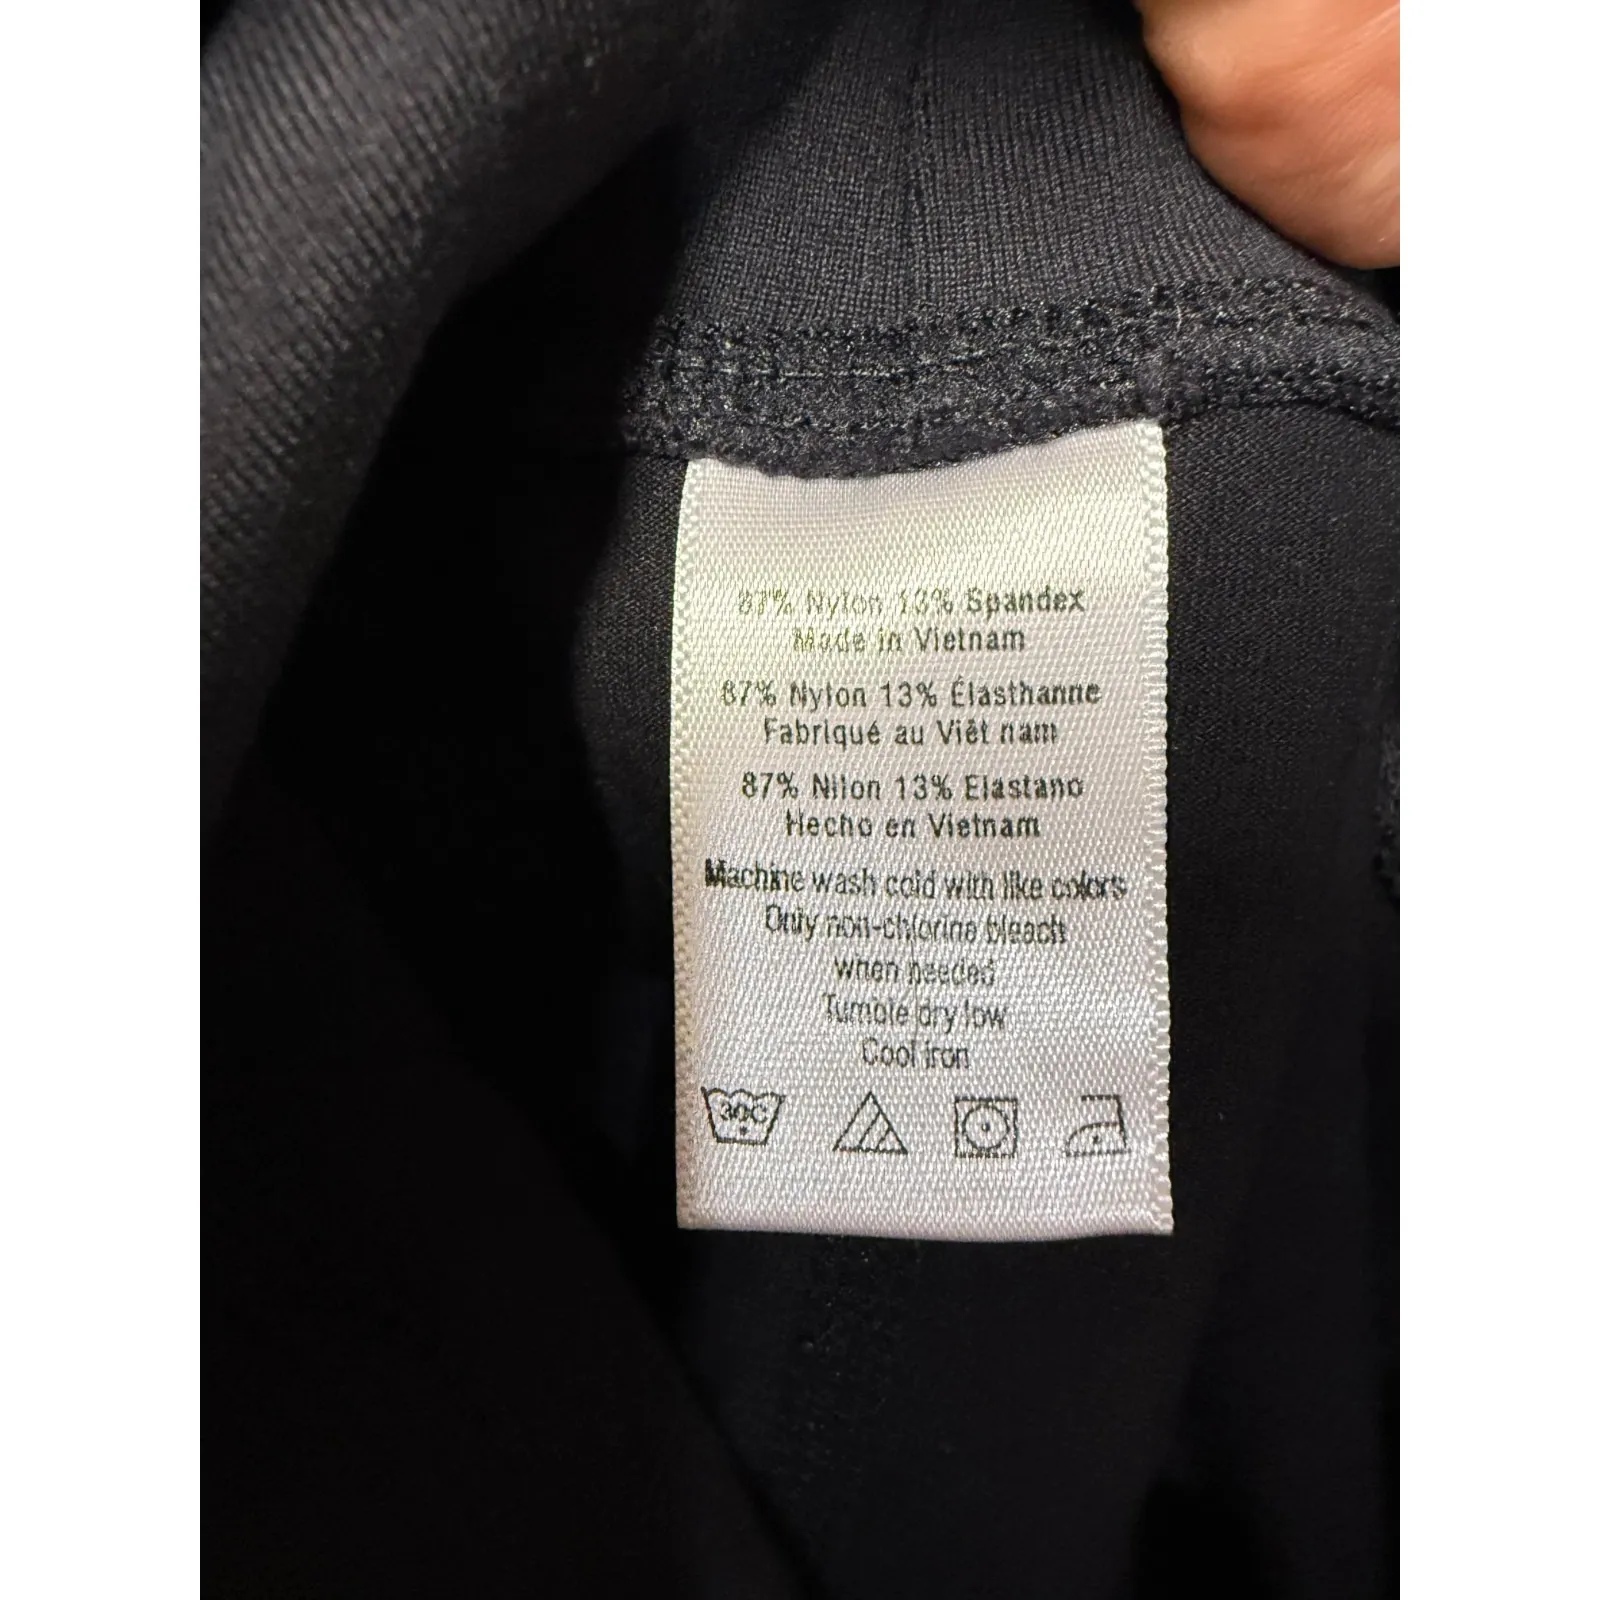 87% Nylon 13% Spandex
Made in Vietnam
87% Nylon 13% Élasthanne
Fabriqué au Viêt nam
87% Nilon 13% Elastano
Hecho en Vietnam
Machine wash cold with like colors
Only non-chlorine bleach
when needed
Tumble dry low
Cool iron
30C